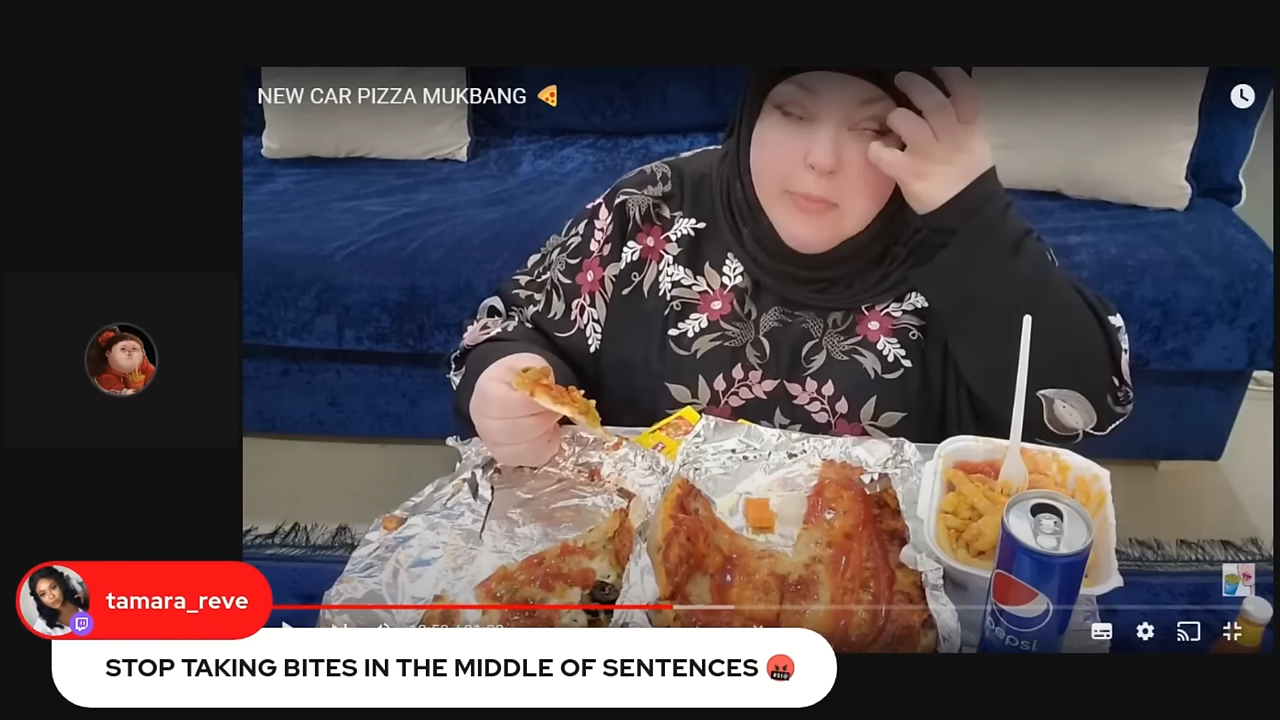 NEW CAR PIZZA MUKBANG 🍕
pepsi
tamara_reve
STOP TAKING BITES IN THE MIDDLE OF SENTENCES 🤬